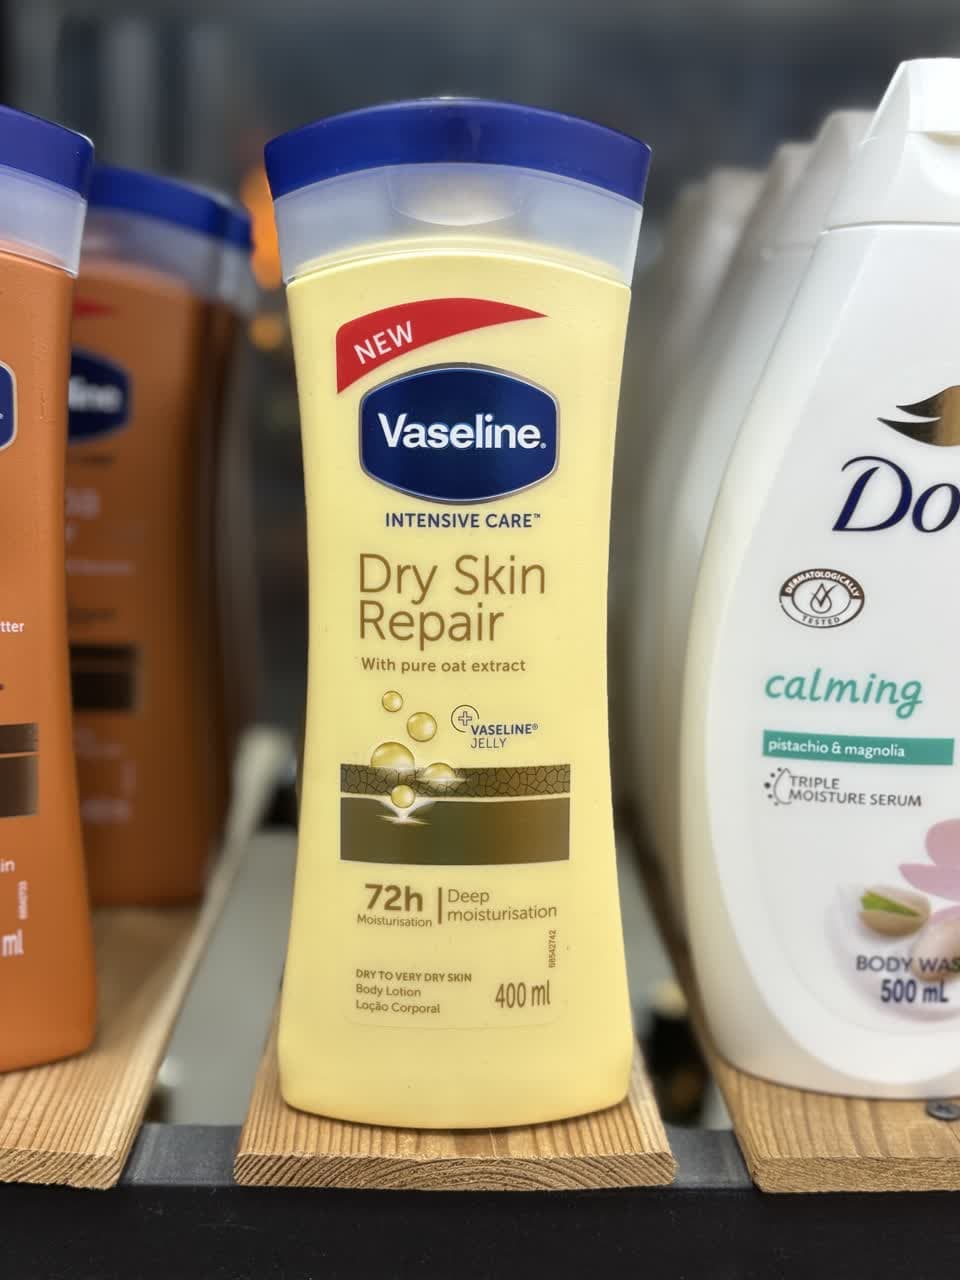 NEW
Vaseline.
INTENSIVE CARE™
Dry Skin
Repair
With pure oat extract
VASELINE®
JELLY
72h
Moisturisation
Deep
moisturisation
68542742
DRY TO VERY DRY SKIN
Body Lotion
Loção Corporal
400 ml
tter
in
ml
line
Do
DERMATOLOGICALLY
TESTED
calming
pistachio & magnolia
TRIPLE
MOISTURE SERUM
BODY WAS
500 mL